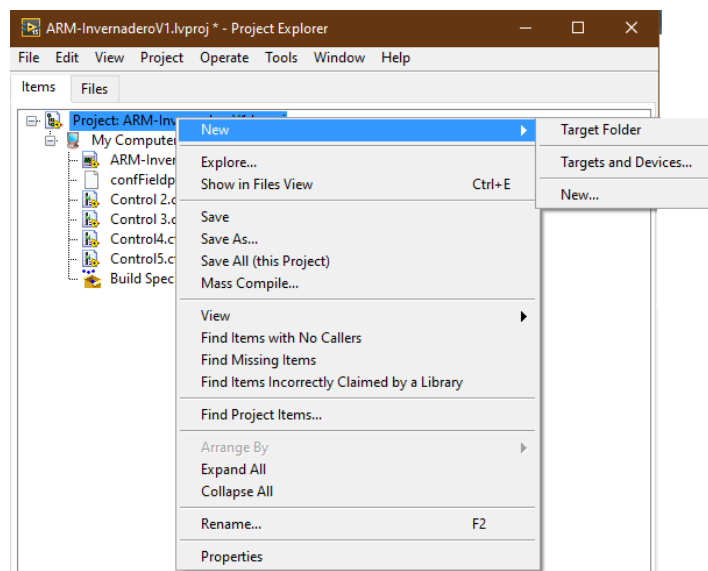 ARM-InvernaderoV1.lvproj * - Project Explorer
File Edit View Project Operate Tools Window Help
Items Files
Project: ARM-Inv
My Computer
ARM-Inver
confFieldp
Control 2.c
Control 3.c
Control4.ct
Control5.ct
Build Spec
New
Explore...
Show in Files View Ctrl+E
Save
Save As...
Save All (this Project)
Mass Compile...
View
Find Items with No Callers
Find Missing Items
Find Items Incorrectly Claimed by a Library
Find Project Items...
Arrange By
Expand All
Collapse All
Rename... F2
Properties
Target Folder
Targets and Devices...
New...